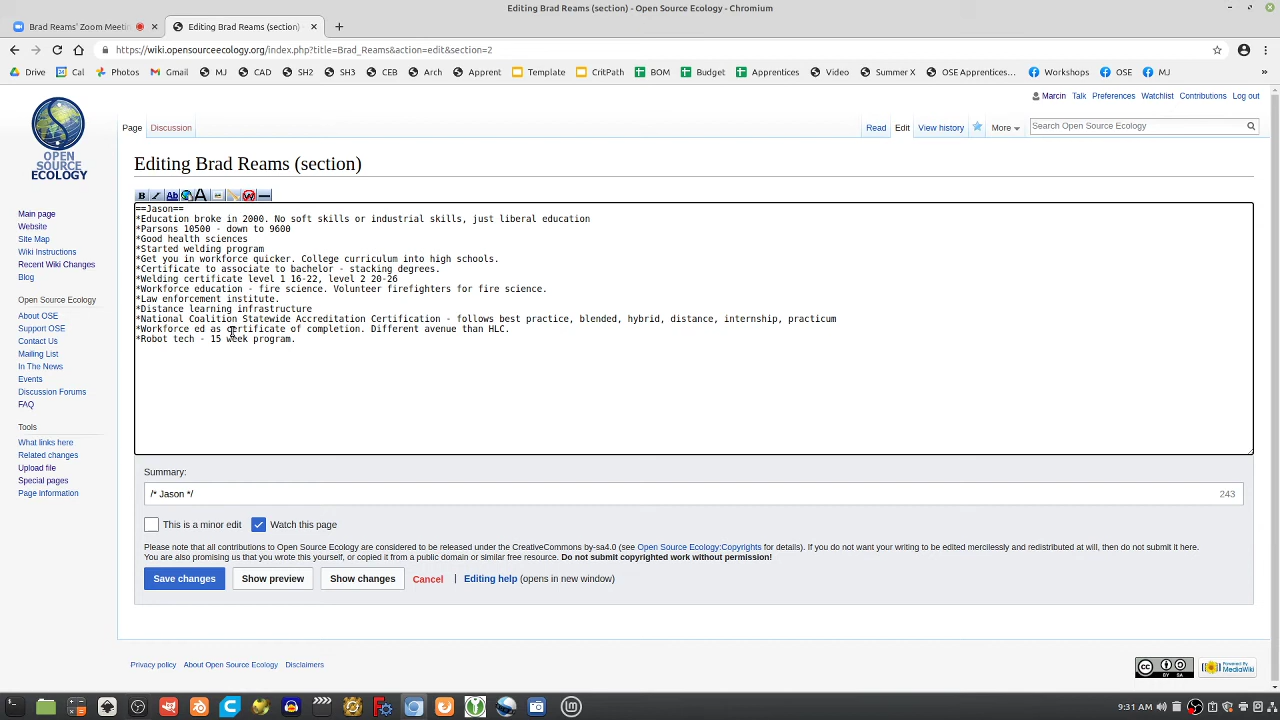 Editing Brad Reams (section) - Open Source Ecology - Chromium
Brad Reams' Zoom Meetin
Editing Brad Reams (section) -
https://wiki.opensourceecology.org/index.php?title=Brad_Reams&action=edit&section=2
Drive Cal Photos Gmail MJ CAD SH2 SH3 CEB Arch Apprent Template CritPath BOM Budget Apprentices Video Summer X OSE Apprentices… Workshops OSE MJ »
Marcin Talk Preferences Watchlist Contributions Log out
Page Discussion Read Edit View history More Search Open Source Ecology
OPEN
SOURCE
ECOLOGY
Editing Brad Reams (section)
B Ab A W
==Jason==
*Education broke in 2000. No soft skills or industrial skills, just liberal education
*Parsons 10500 - down to 9600
*Good health sciences
*Started welding program
*Get you in workforce quicker. College curriculum into high schools.
*Certificate to associate to bachelor - stacking degrees.
*Welding certificate level 1 16-22, level 2 20-26
*Workforce education - fire science. Volunteer firefighters for fire science.
*Law enforcement institute.
*Distance learning infrastructure
*National Coalition Statewide Accreditation Certification - follows best practice, blended, hybrid, distance, internship, practicum
*Workforce ed as certificate of completion. Different avenue than HLC.
*Robot tech - 15 week program.
Main page
Website
Site Map
Wiki Instructions
Recent Wiki Changes
Blog
Open Source Ecology
About OSE
Support OSE
Contact Us
Mailing List
In The News
Events
Discussion Forums
FAQ
Tools
What links here
Related changes
Upload file
Special pages
Page information
Summary:
/* Jason */
243
This is a minor edit
Watch this page
Please note that all contributions to Open Source Ecology are considered to be released under the CreativeCommons by-sa4.0 (see Open Source Ecology:Copyrights for details). If you do not want your writing to be edited mercilessly and redistributed at will, then do not submit it here.
You are also promising us that you wrote this yourself, or copied it from a public domain or similar free resource. Do not submit copyrighted work without permission!
Save changes Show preview Show changes Cancel | Editing help (opens in new window)
Privacy policy About Open Source Ecology Disclaimers
CC BY SA
Powered By MediaWiki
9:31 AM